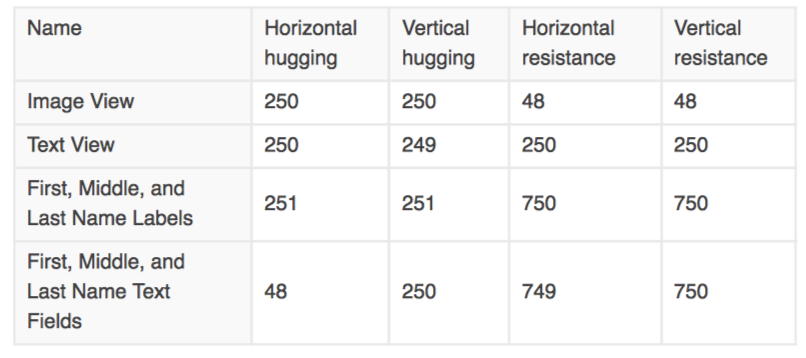 Name Horizontal hugging Vertical hugging Horizontal resistance Vertical resistance
Image View 250 250 48 48
Text View 250 249 250 250
First, Middle, and Last Name Labels 251 251 750 750
First, Middle, and Last Name Text Fields 48 250 749 750